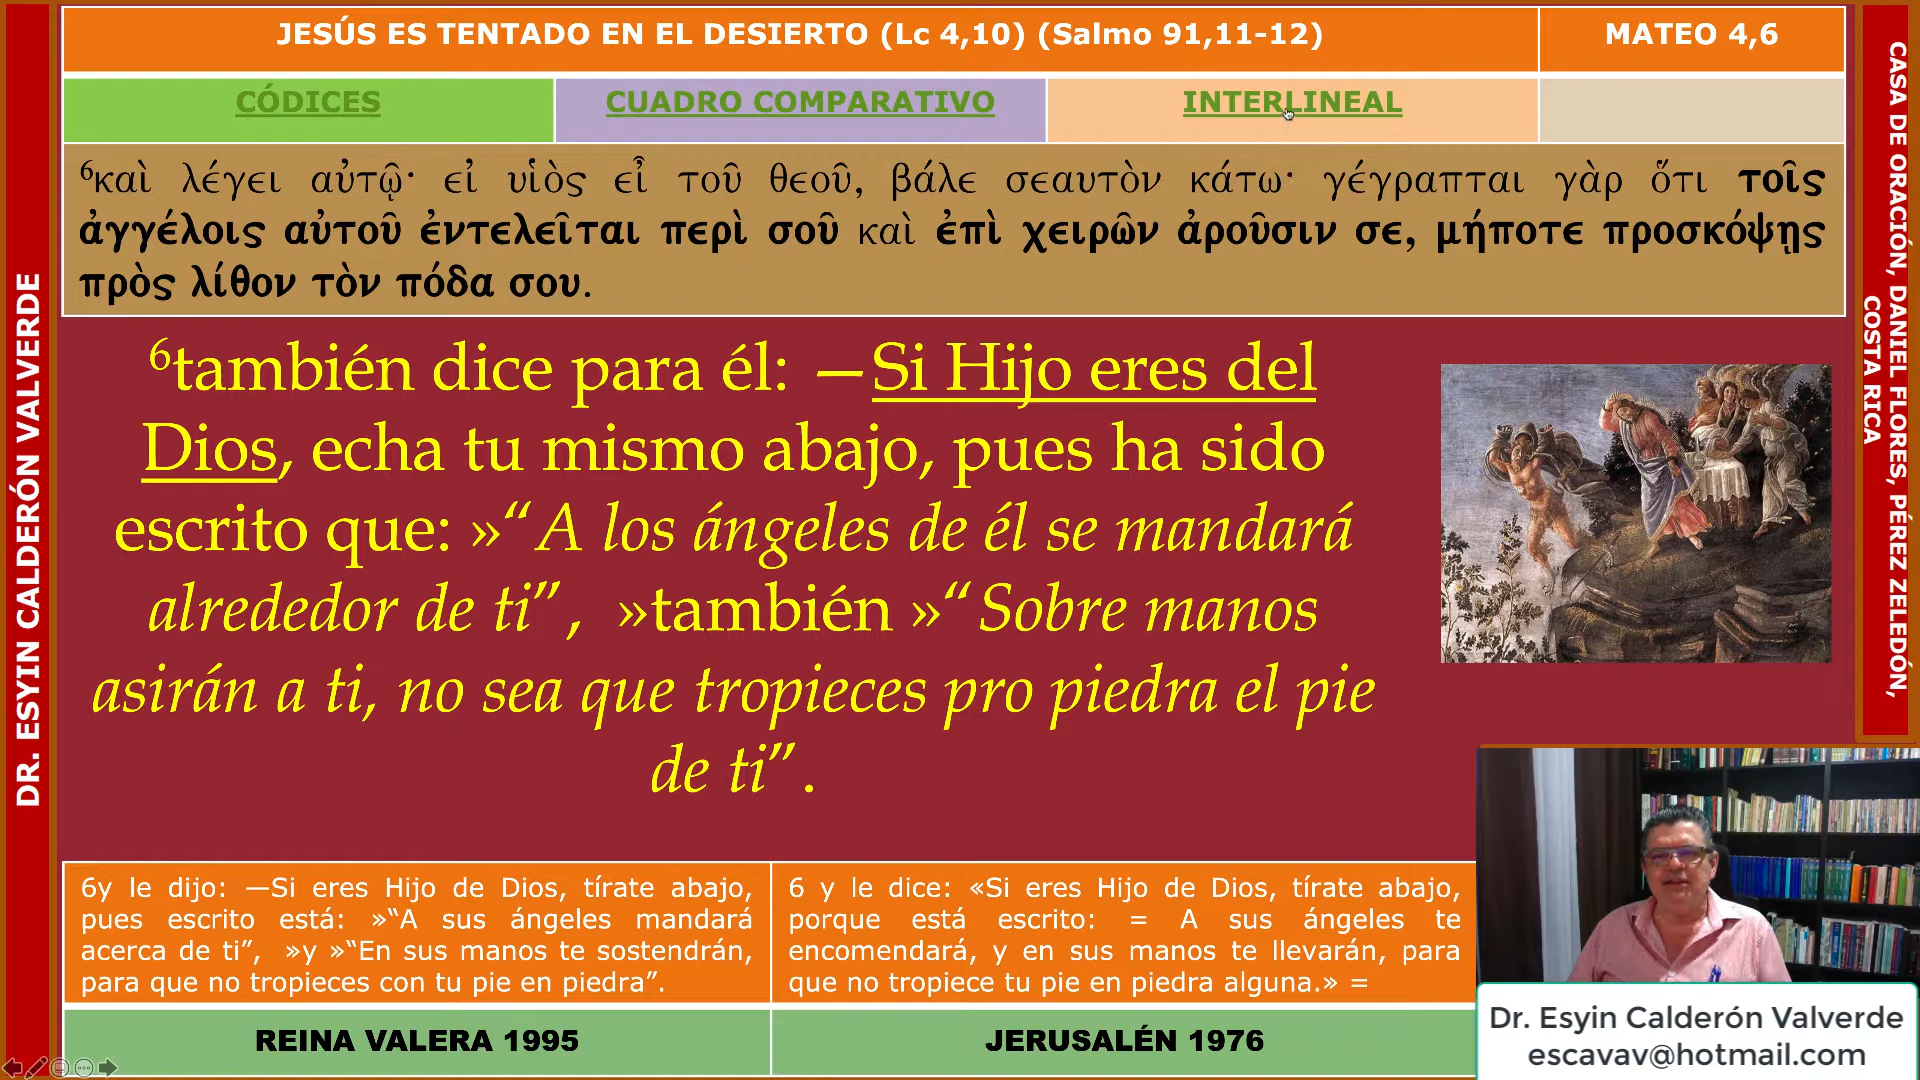 JESÚS ES TENTADO EN EL DESIERTO (Lc 4,10) (Salmo 91,11-12)
MATEO 4,6
CÓDICES
CUADRO COMPARATIVO
INTERLINEAL
⁶καὶ λέγει αὐτῷ· εἰ υἱὸς εἶ τοῦ θεοῦ, βάλε σεαυτὸν κάτω· γέγραπται γὰρ ὅτι τοῖς
ἀγγέλοις αὐτοῦ ἐντελεῖται περὶ σοῦ καὶ ἐπὶ χειρῶν ἀροῦσιν σε, μήποτε προσκόψῃς
πρὸς λίθον τὸν πόδα σου.
⁶también dice para él: —Si Hijo eres del
Dios, echa tu mismo abajo, pues ha sido
escrito que: »“A los ángeles de él se mandará
alrededor de ti”, »también »“Sobre manos
asirán a ti, no sea que tropieces pro piedra el pie
de ti”.
6y le dijo: —Si eres Hijo de Dios, tírate abajo,
pues escrito está: »“A sus ángeles mandará
acerca de ti”, »y »“En sus manos te sostendrán,
para que no tropieces con tu pie en piedra”.
REINA VALERA 1995
6 y le dice: «Si eres Hijo de Dios, tírate abajo,
porque está escrito: = A sus ángeles te
encomendará, y en sus manos te llevarán, para
que no tropiece tu pie en piedra alguna.» =
JERUSALÉN 1976
DR. ESYIN CALDERÓN VALVERDE
CASA DE ORACIÓN, DANIEL FLORES, PÉREZ ZELEDÓN,
COSTA RICA
Dr. Esyin Calderón Valverde
escavav@hotmail.com